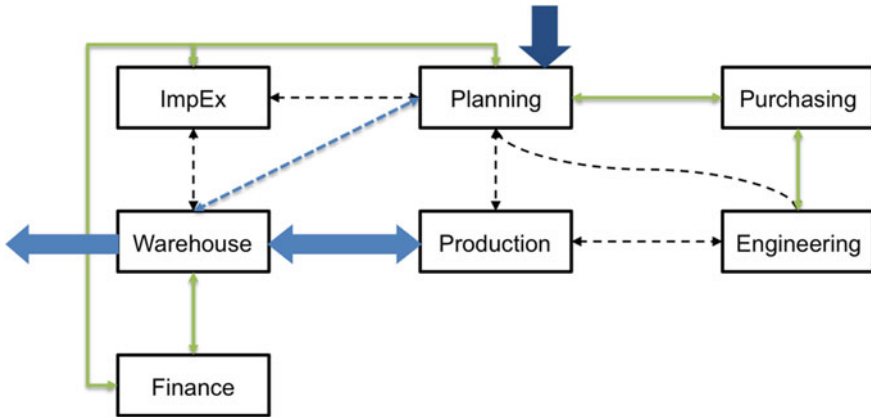 ImpEx
Planning
Purchasing
Warehouse
Production
Engineering
Finance